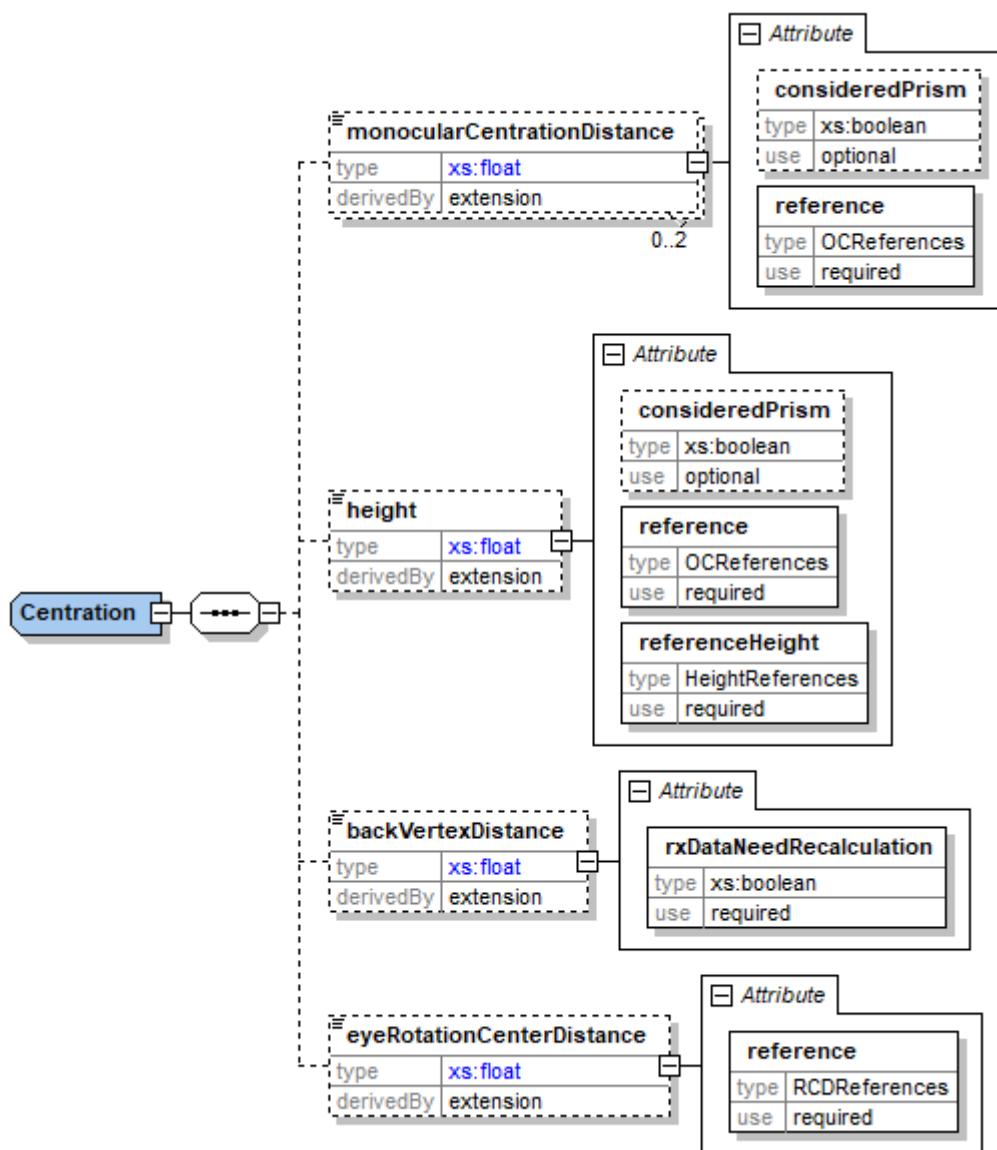 Attribute
consideredPrism
type xs:boolean
use optional
reference
type OCReferences
use required
monocularCentrationDistance
type xs:float
derivedBy extension
0..2
Attribute
consideredPrism
type xs:boolean
use optional
reference
type OCReferences
use required
referenceHeight
type HeightReferences
use required
height
type xs:float
derivedBy extension
Centration
Attribute
rxDataNeedRecalculation
type xs:boolean
use required
backVertexDistance
type xs:float
derivedBy extension
Attribute
reference
type RCDReferences
use required
eyeRotationCenterDistance
type xs:float
derivedBy extension